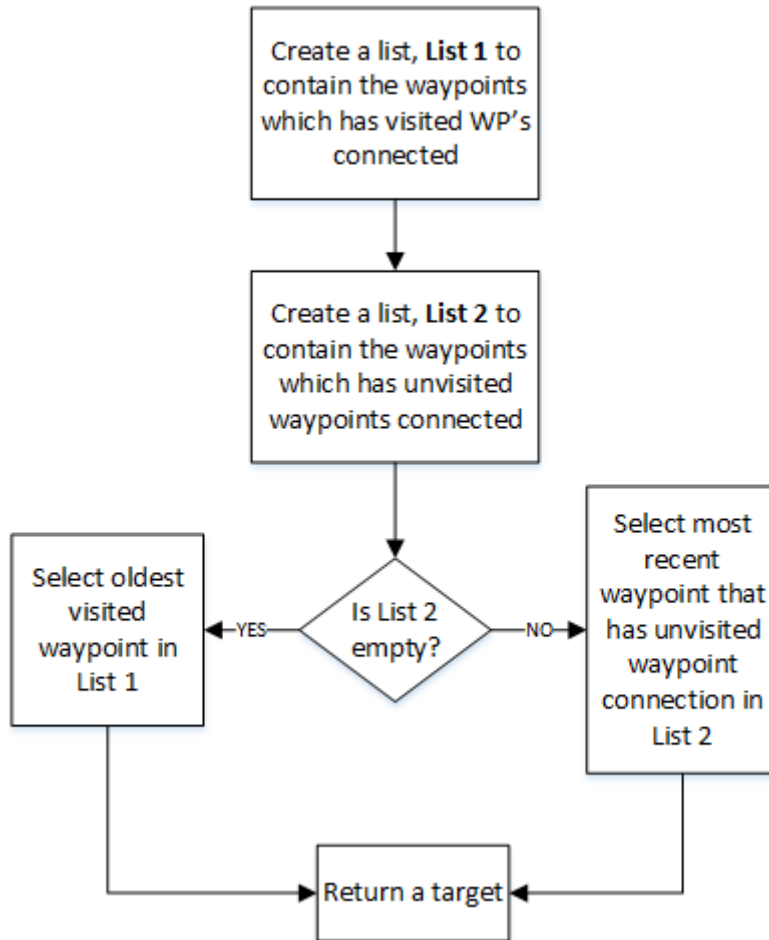 Create a list, List 1 to
contain the waypoints
which has visited WP's
connected
Create a list, List 2 to
contain the waypoints
which has unvisited
waypoints connected
Select oldest
visited
waypoint in
List 1
YES
Is List 2
empty?
NO
Select most
recent
waypoint that
has unvisited
waypoint
connection in
List 2
Return a target